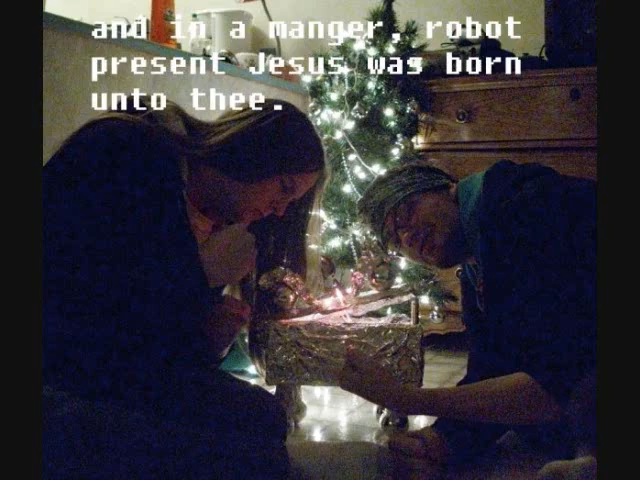 and in a manger, robot
present Jesus was born
unto thee.